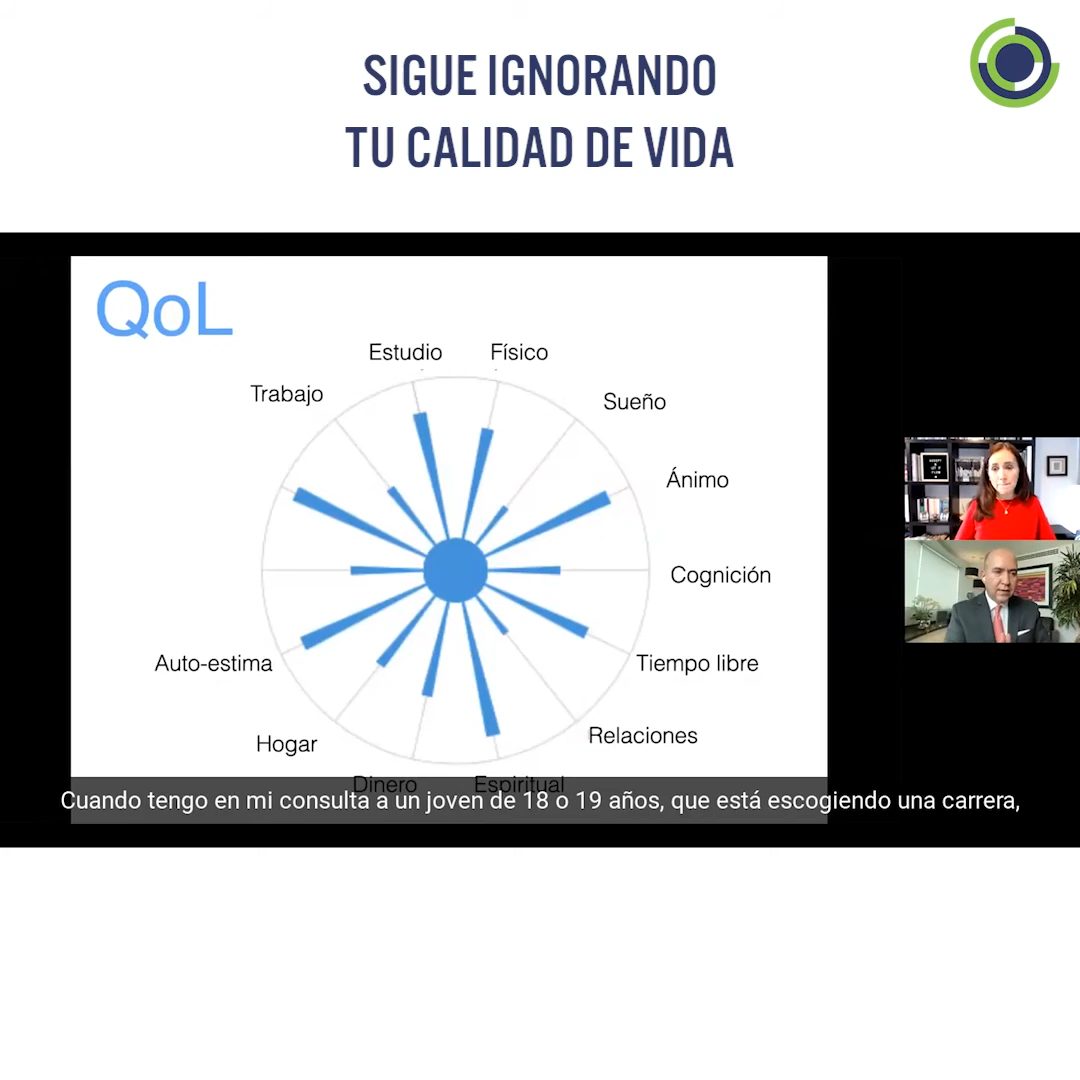 SIGUE IGNORANDO
TU CALIDAD DE VIDA
QoL
Estudio
Físico
Trabajo
Sueño
Ánimo
Cognición
Auto-estima
Tiempo libre
Hogar
Relaciones
Dinero
Espiritual
Cuando tengo en mi consulta a un joven de 18 o 19 años, que está escogiendo una carrera,